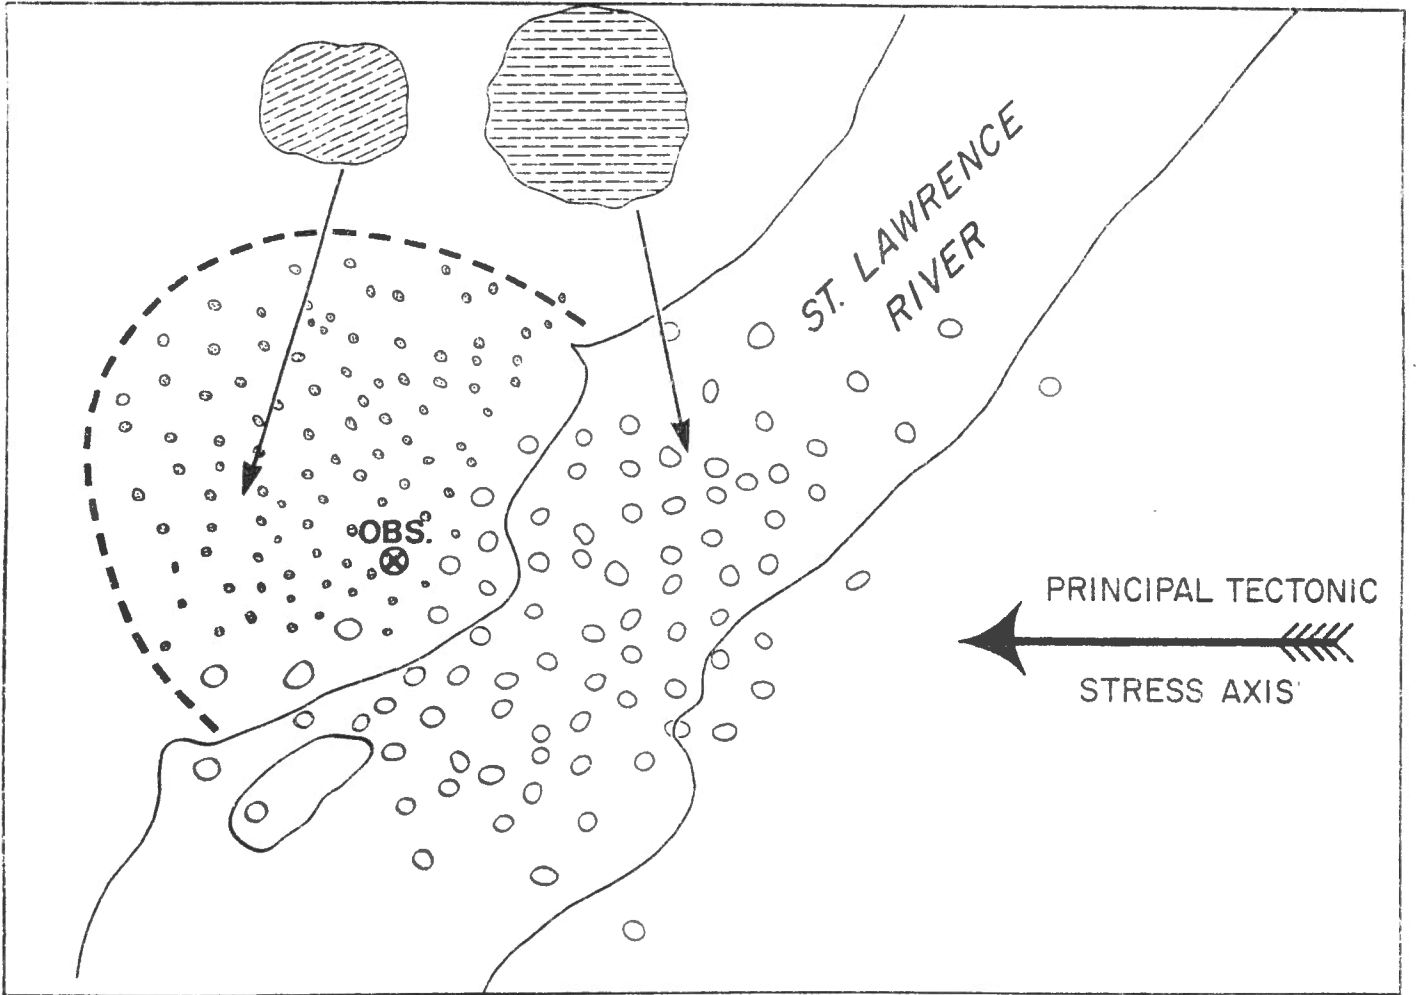 ST. LAWRENCE
RIVER
OBS.
PRINCIPAL TECTONIC
STRESS AXIS